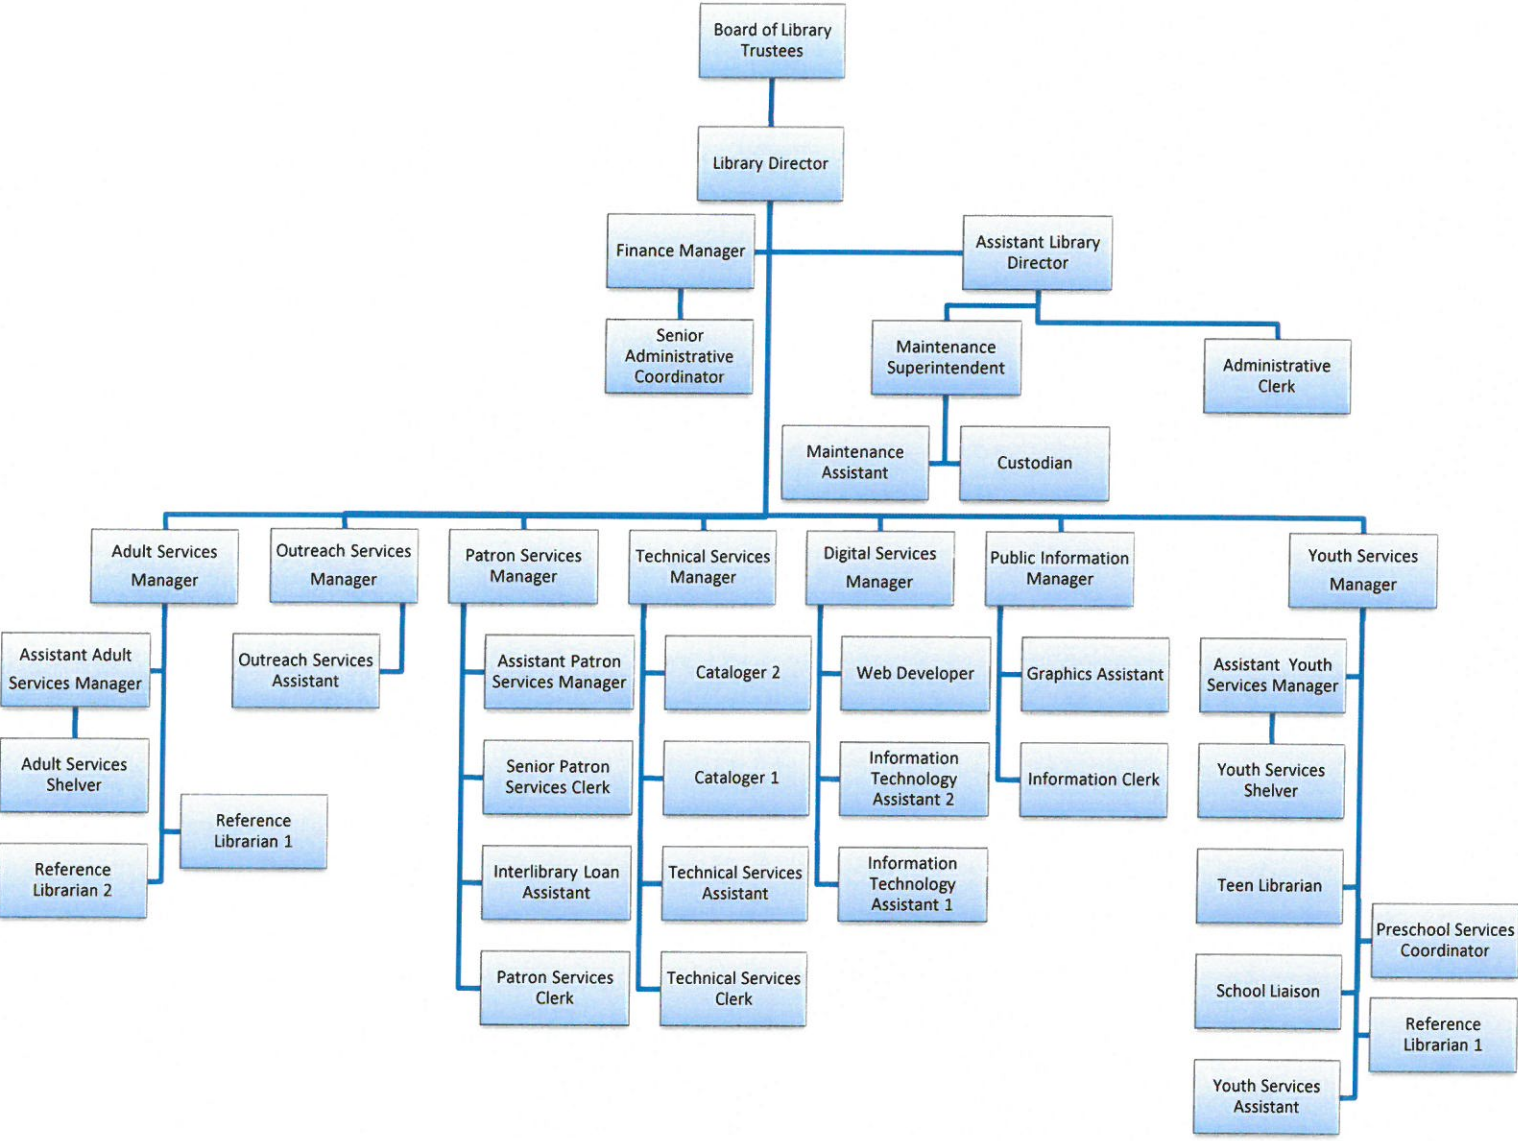 Board of Library
Trustees
Library Director
Finance Manager
Assistant Library
Director
Senior
Administrative
Coordinator
Maintenance
Superintendent
Administrative
Clerk
Maintenance
Assistant
Custodian
Adult Services
Manager
Outreach Services
Manager
Patron Services
Manager
Technical Services
Manager
Digital Services
Manager
Public Information
Manager
Youth Services
Manager
Assistant Adult
Services Manager
Adult Services
Shelver
Reference
Librarian 1
Reference
Librarian 2
Outreach Services
Assistant
Assistant Patron
Services Manager
Senior Patron
Services Clerk
Interlibrary Loan
Assistant
Patron Services
Clerk
Cataloger 2
Cataloger 1
Technical Services
Assistant
Technical Services
Clerk
Web Developer
Information
Technology
Assistant 2
Information
Technology
Assistant 1
Graphics Assistant
Information Clerk
Assistant Youth
Services Manager
Youth Services
Shelver
Teen Librarian
Preschool Services
Coordinator
School Liaison
Reference
Librarian 1
Youth Services
Assistant